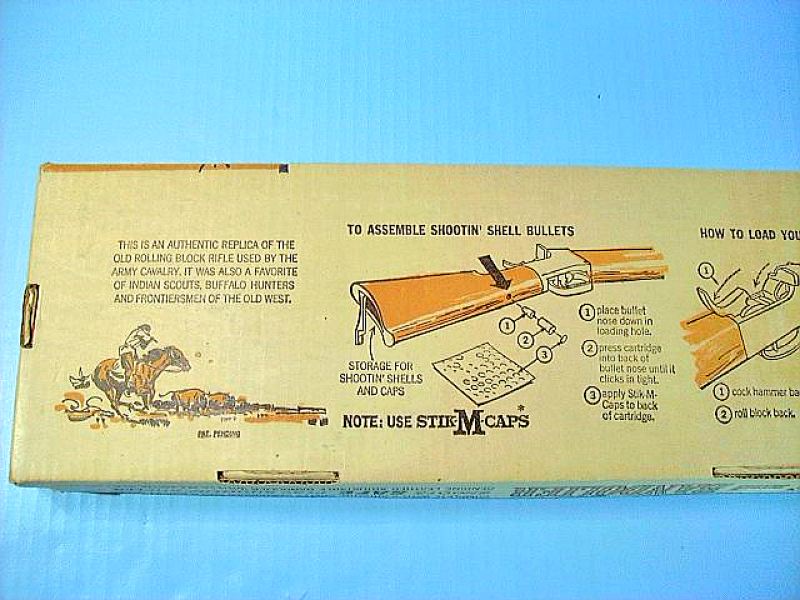 THIS IS AN AUTHENTIC REPLICA OF THE
OLD ROLLING BLOCK RIFLE USED BY THE
ARMY CAVALRY. IT WAS ALSO A FAVORITE
OF INDIAN SCOUTS, BUFFALO HUNTERS
AND FRONTIERSMEN OF THE OLD WEST.
PAT. PENDING
TO ASSEMBLE SHOOTIN' SHELL BULLETS
STORAGE FOR
SHOOTIN' SHELLS
AND CAPS
1
2
3
NOTE: USE STIK-M-CAPS*
1 place bullet
nose down in
loading hole.
2 press cartridge
into back of
bullet nose until it
clicks in tight.
3 apply Stik-M-
Caps to back
of cartridge.
HOW TO LOAD YOU
1
1 cock hammer ba
2 roll block back.